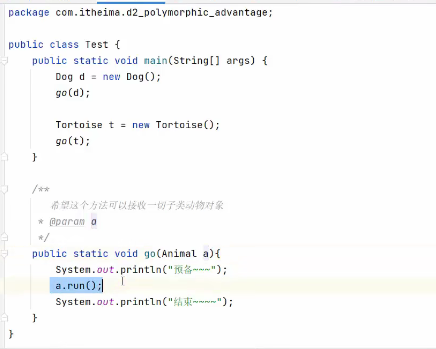 package com.itheima.d2_polymorphic_advantage;
public class Test {
public static void main(String[] args) {
Dog d = new Dog();
go(d);
Tortoise t = new Tortoise();
go(t);
}
/**
希望这个方法可以接收一切子类动物对象
* @param a
*/
public static void go(Animal a){
System.out.println("预备~~~");
a.run();
System.out.println("结束~~~~");
}
}